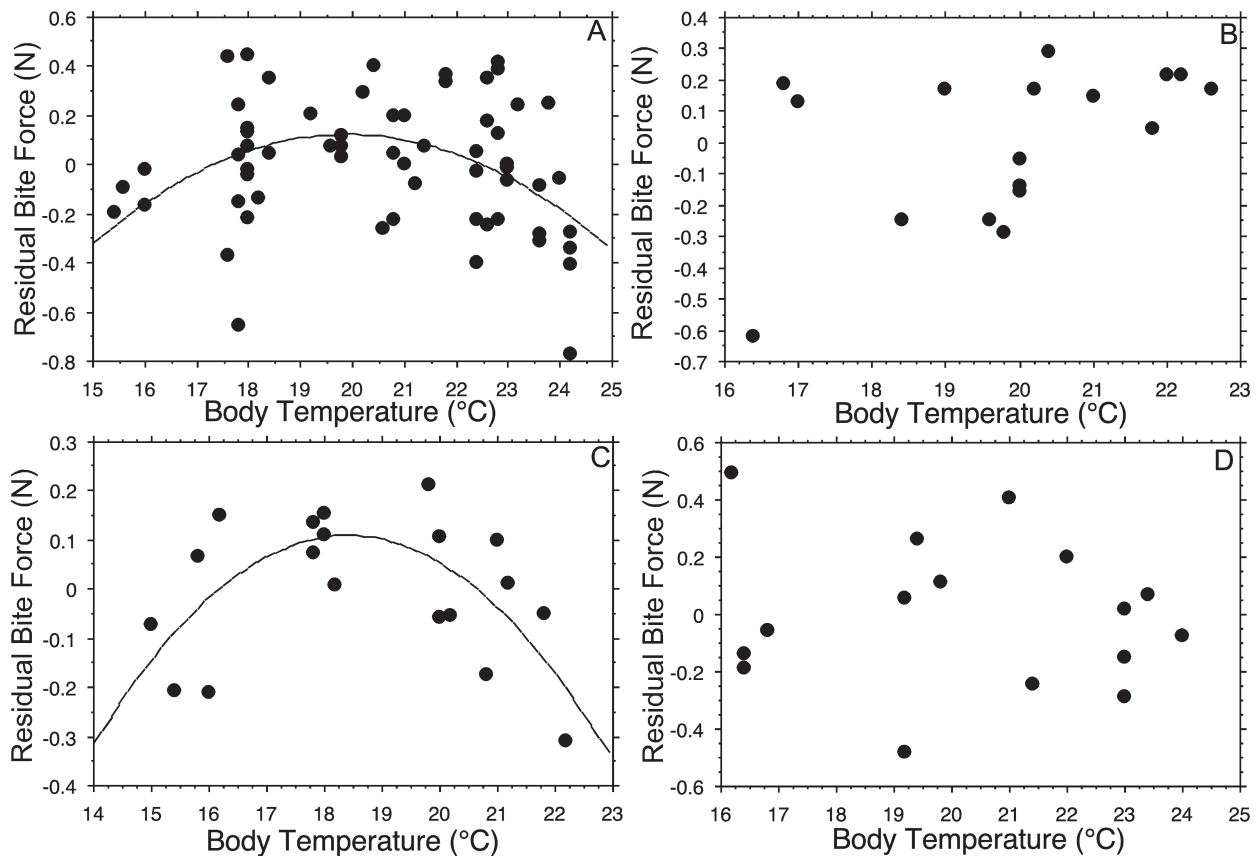 A
Residual Bite Force (N)
0.6
0.4
0.2
0
-0.2
-0.4
-0.6
-0.8
15 16 17 18 19 20 21 22 23 24 25
Body Temperature (°C)
B
Residual Bite Force (N)
0.4
0.3
0.2
0.1
0
-0.1
-0.2
-0.3
-0.4
-0.5
-0.6
-0.7
16 17 18 19 20 21 22 23
Body Temperature (°C)
C
Residual Bite Force (N)
0.3
0.2
0.1
0
-0.1
-0.2
-0.3
-0.4
14 15 16 17 18 19 20 21 22 23
Body Temperature (°C)
D
Residual Bite Force (N)
0.6
0.4
0.2
0
-0.2
-0.4
-0.6
16 17 18 19 20 21 22 23 24 25
Body Temperature (°C)